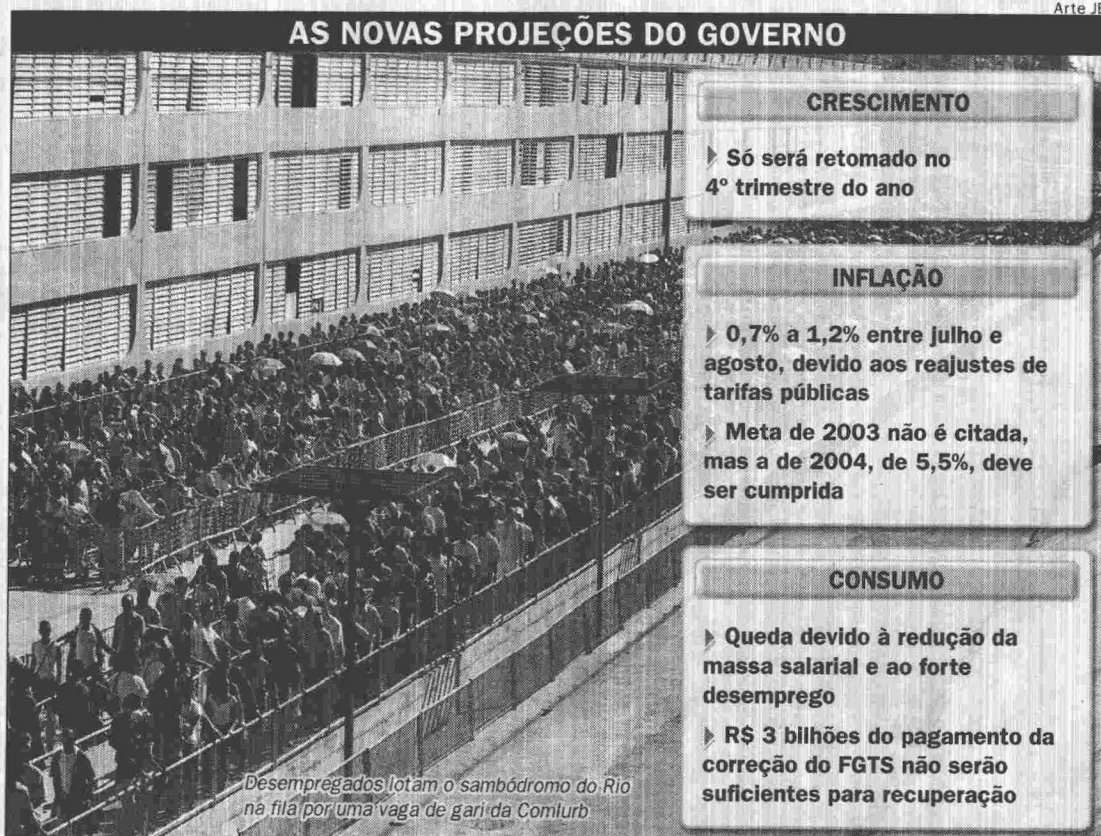 Arte JB
AS NOVAS PROJEÇÕES DO GOVERNO
CRESCIMENTO
Só será retomado no
4º trimestre do ano
INFLAÇÃO
0,7% a 1,2% entre julho e
agosto, devido aos reajustes de
tarifas públicas
Meta de 2003 não é citada,
mas a de 2004, de 5,5%, deve
ser cumprida
CONSUMO
Queda devido à redução da
massa salarial e ao forte
desemprego
R$ 3 bilhões do pagamento da
correção do FGTS não serão
suficientes para recuperação
Desempregados lotam o sambódromo do Rio
na fila por uma vaga de gari da Comlurb